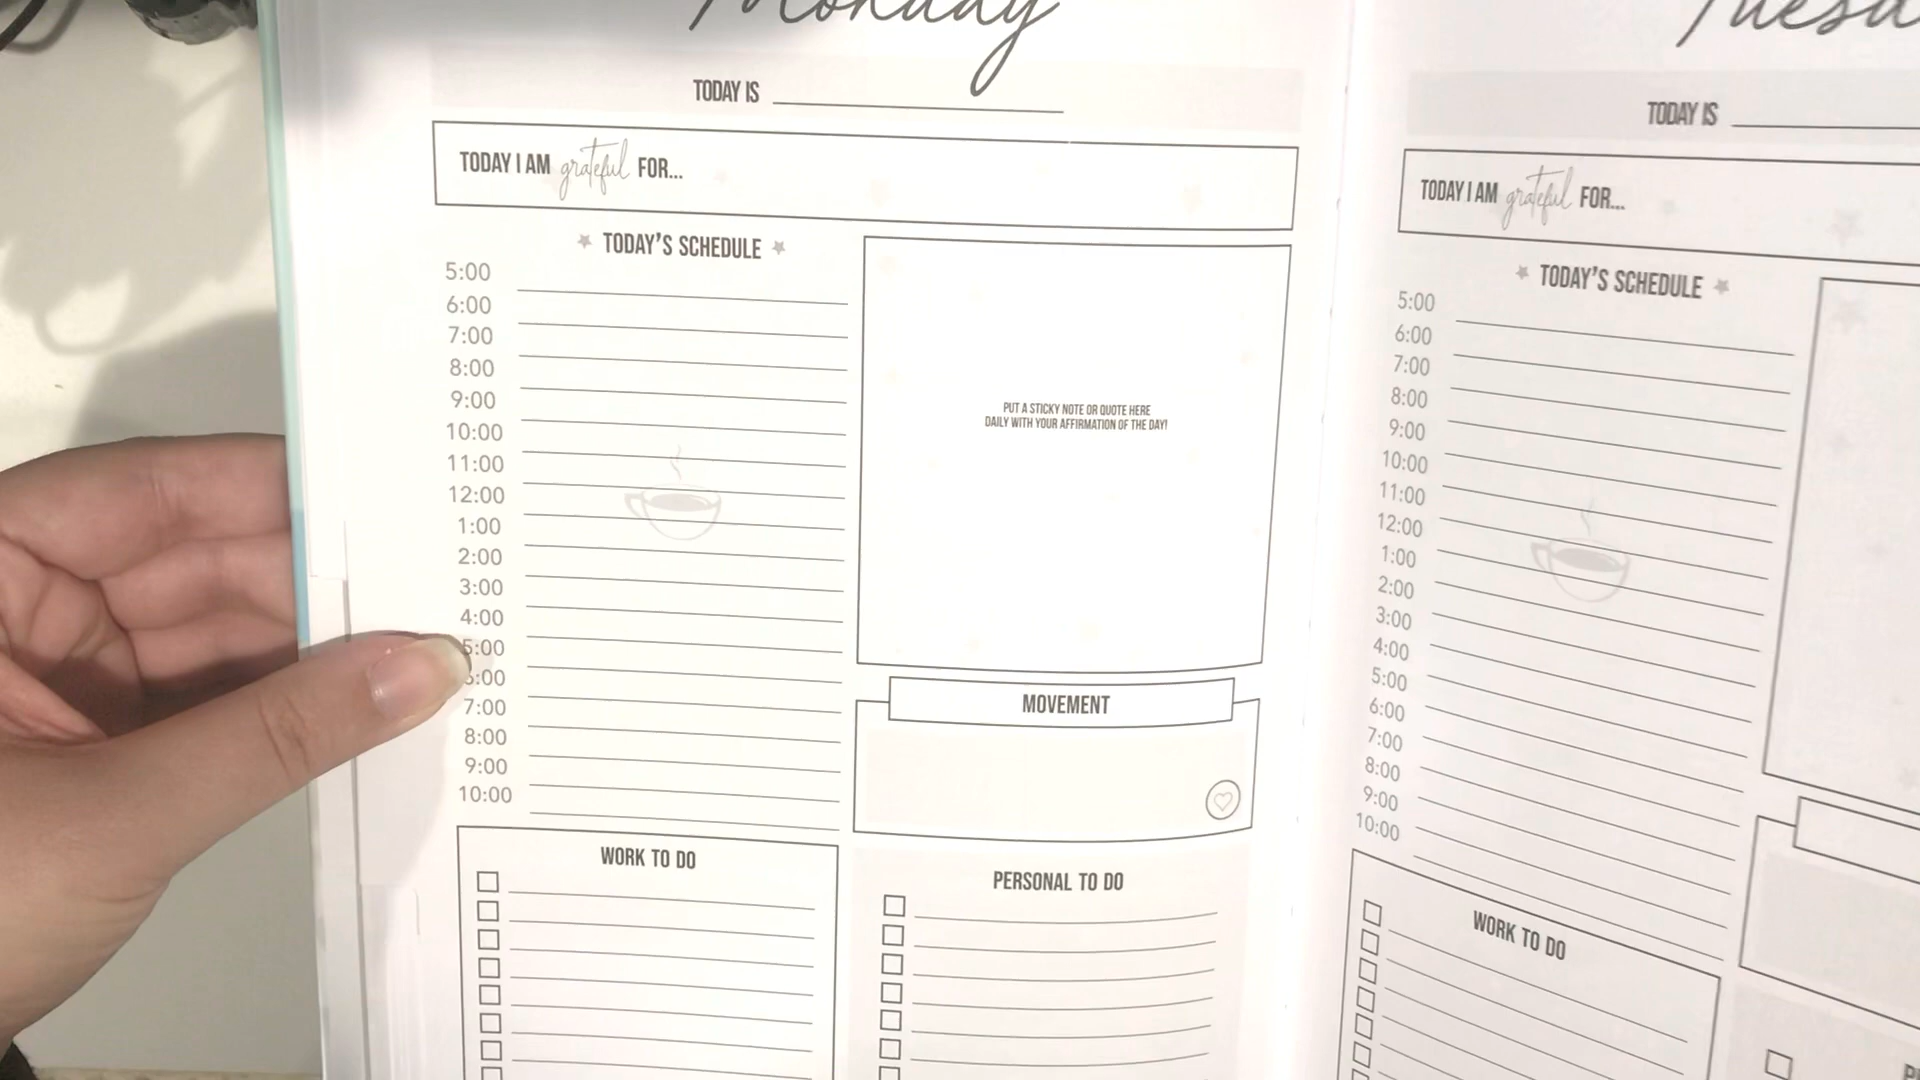 Monday
TODAY IS
TODAY I AM grateful FOR...
TODAY'S SCHEDULE
5:00
6:00
7:00
8:00
9:00
10:00
11:00
12:00
1:00
2:00
3:00
4:00
5:00
6:00
7:00
8:00
9:00
10:00
PUT A STICKY NOTE OR QUOTE HERE
DAILY WITH YOUR AFFIRMATION OF THE DAY!
MOVEMENT
WORK TO DO
PERSONAL TO DO
TODAY IS
TODAY I AM grateful FOR...
TODAY'S SCHEDULE
5:00
6:00
7:00
8:00
9:00
10:00
11:00
12:00
1:00
2:00
3:00
4:00
5:00
6:00
7:00
8:00
9:00
10:00
WORK TO DO